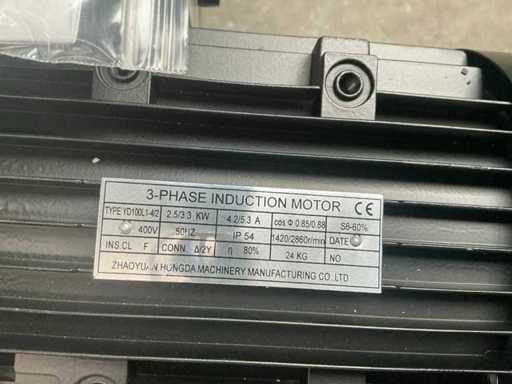 3-PHASE INDUCTION MOTOR CE
TYPE YD100L1-4/2 2.5/3.3 KW 4.2/5.3 A cos Φ 0.85/0.88 S6-60%
400V 50HZ IP 54 1420/2860r/min DATE
INS.CL F CONN. Δ/2Y η 80% 24 KG NO
ZHAOYUAN HONGDA MACHINERY MANUFACTURING CO.,LTD